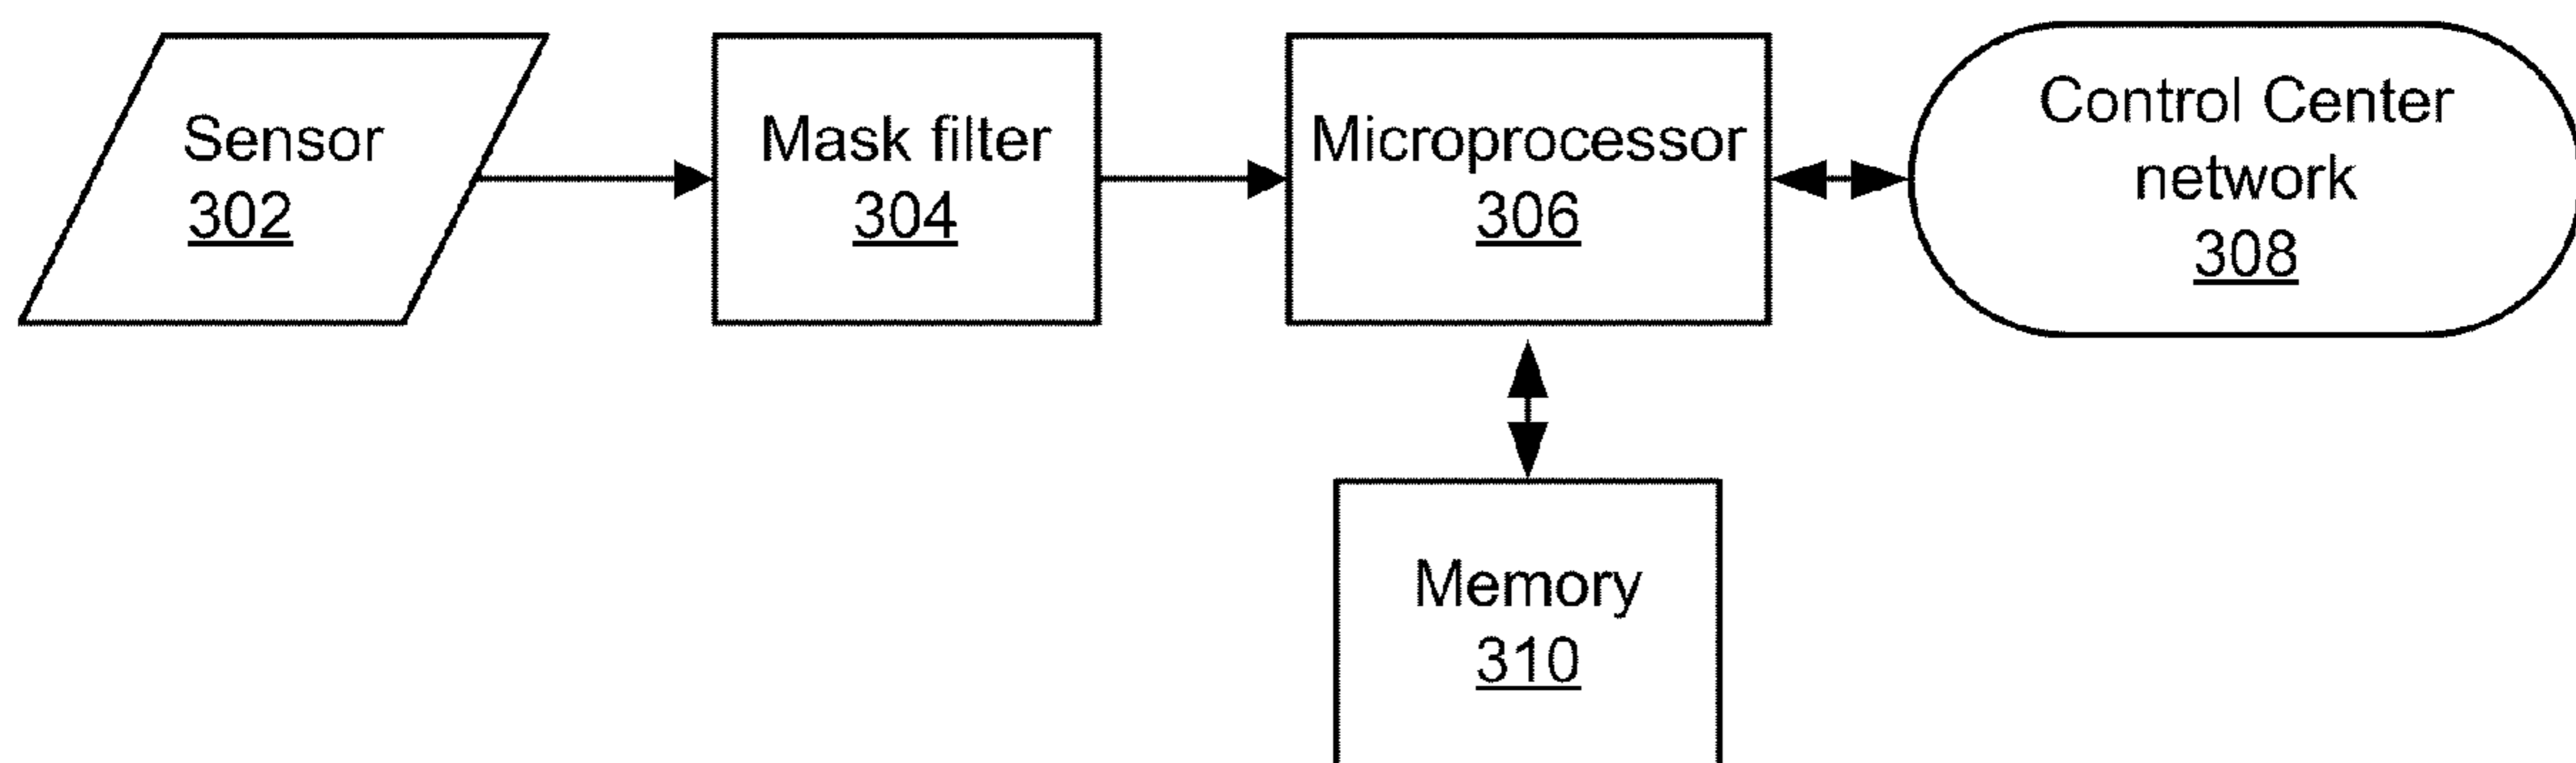 Sensor
302
Mask filter
304
Microprocessor
306
Control Center
network
308
Memory
310